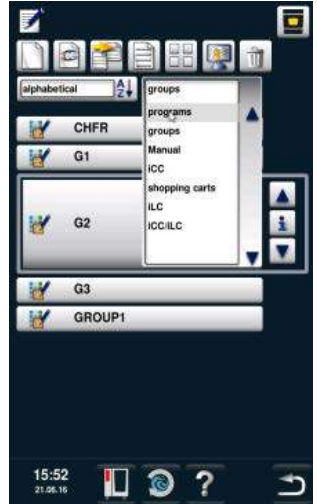 alphabetical
A
Z
groups
programs
groups
Manual
iCC
shopping carts
iLC
iCC/iLC
CHFR
G1
G2
i
G3
GROUP1
15:52
21.06.16
?